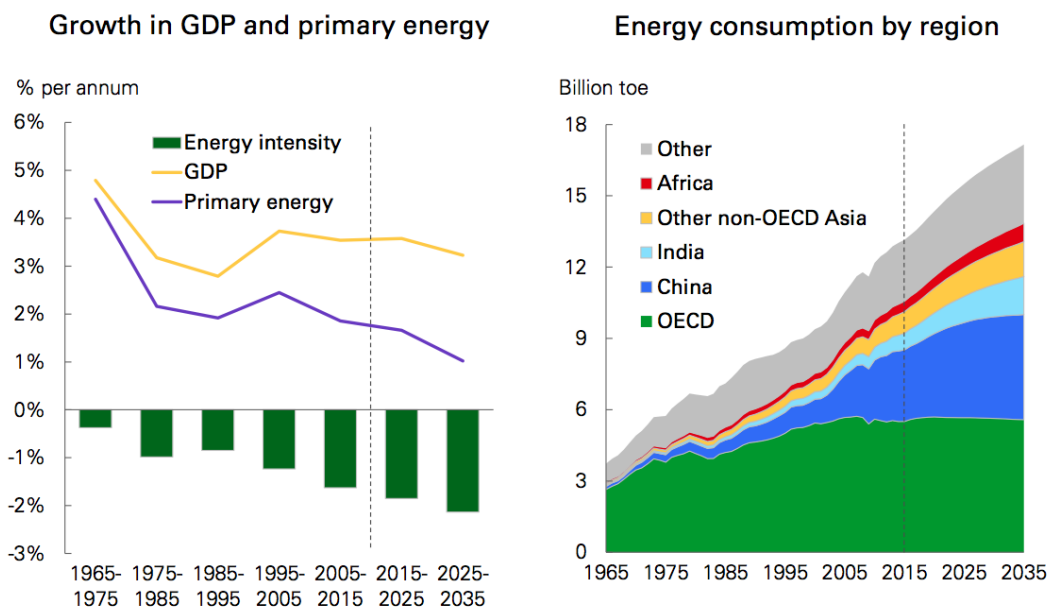 Growth in GDP and primary energy
% per annum
6%
5%
4%
3%
2%
1%
0%
-1%
-2%
-3%
Energy intensity
GDP
Primary energy
1965- 1975- 1985- 1995- 2005- 2015- 2025-
1975 1985 1995 2005 2015 2025 2035
Energy consumption by region
Billion toe
18
15
12
9
6
3
0
Other
Africa
Other non-OECD Asia
India
China
OECD
1965 1975 1985 1995 2005 2015 2025 2035